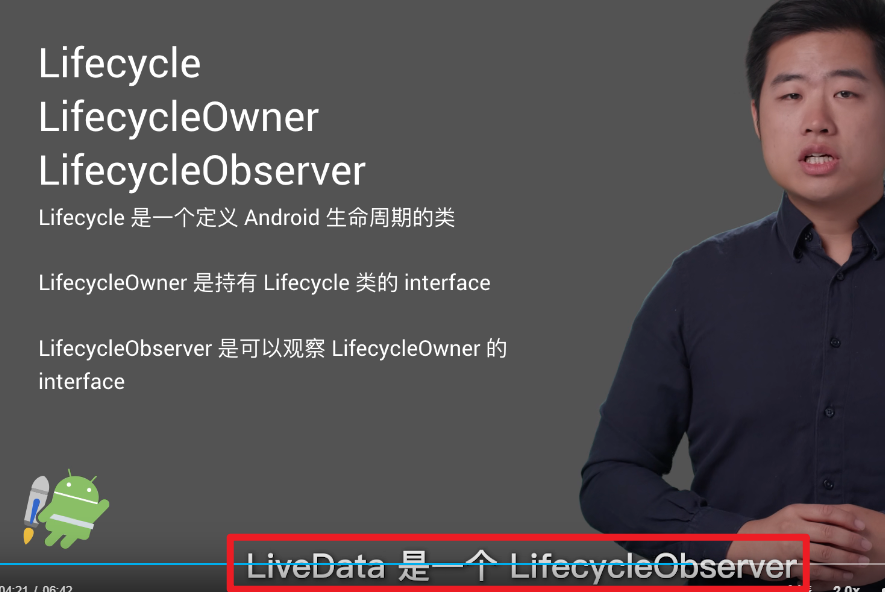 Lifecycle
LifecycleOwner
LifecycleObserver
Lifecycle 是一个定义 Android 生命周期的类
LifecycleOwner 是持有 Lifecycle 类的 interface
LifecycleObserver 是可以观察 LifecycleOwner 的
interface
LiveData 是一个 LifecycleObserver
04:21 / 06:42
2.0x